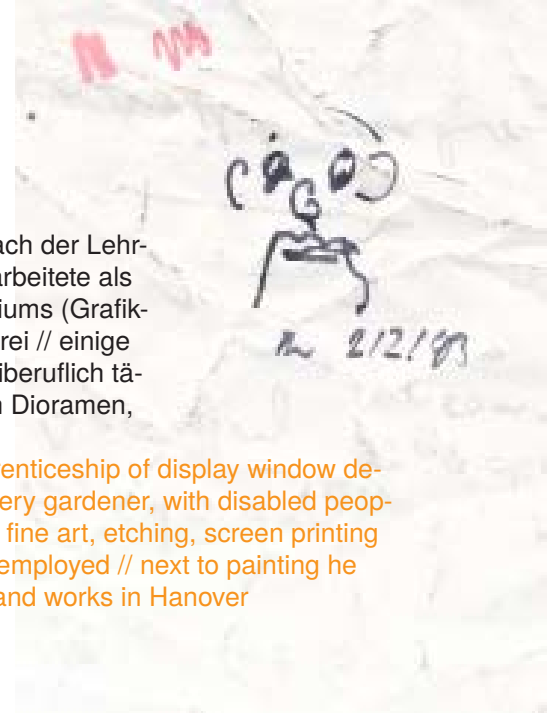 ach der Lehr-
arbeitete als
iums (Grafik-
rei // einige
iberuflich tä-
n Dioramen,
enticeship of display window de-
ery gardener, with disabled peop-
fine art, etching, screen printing
employed // next to painting he
and works in Hanover